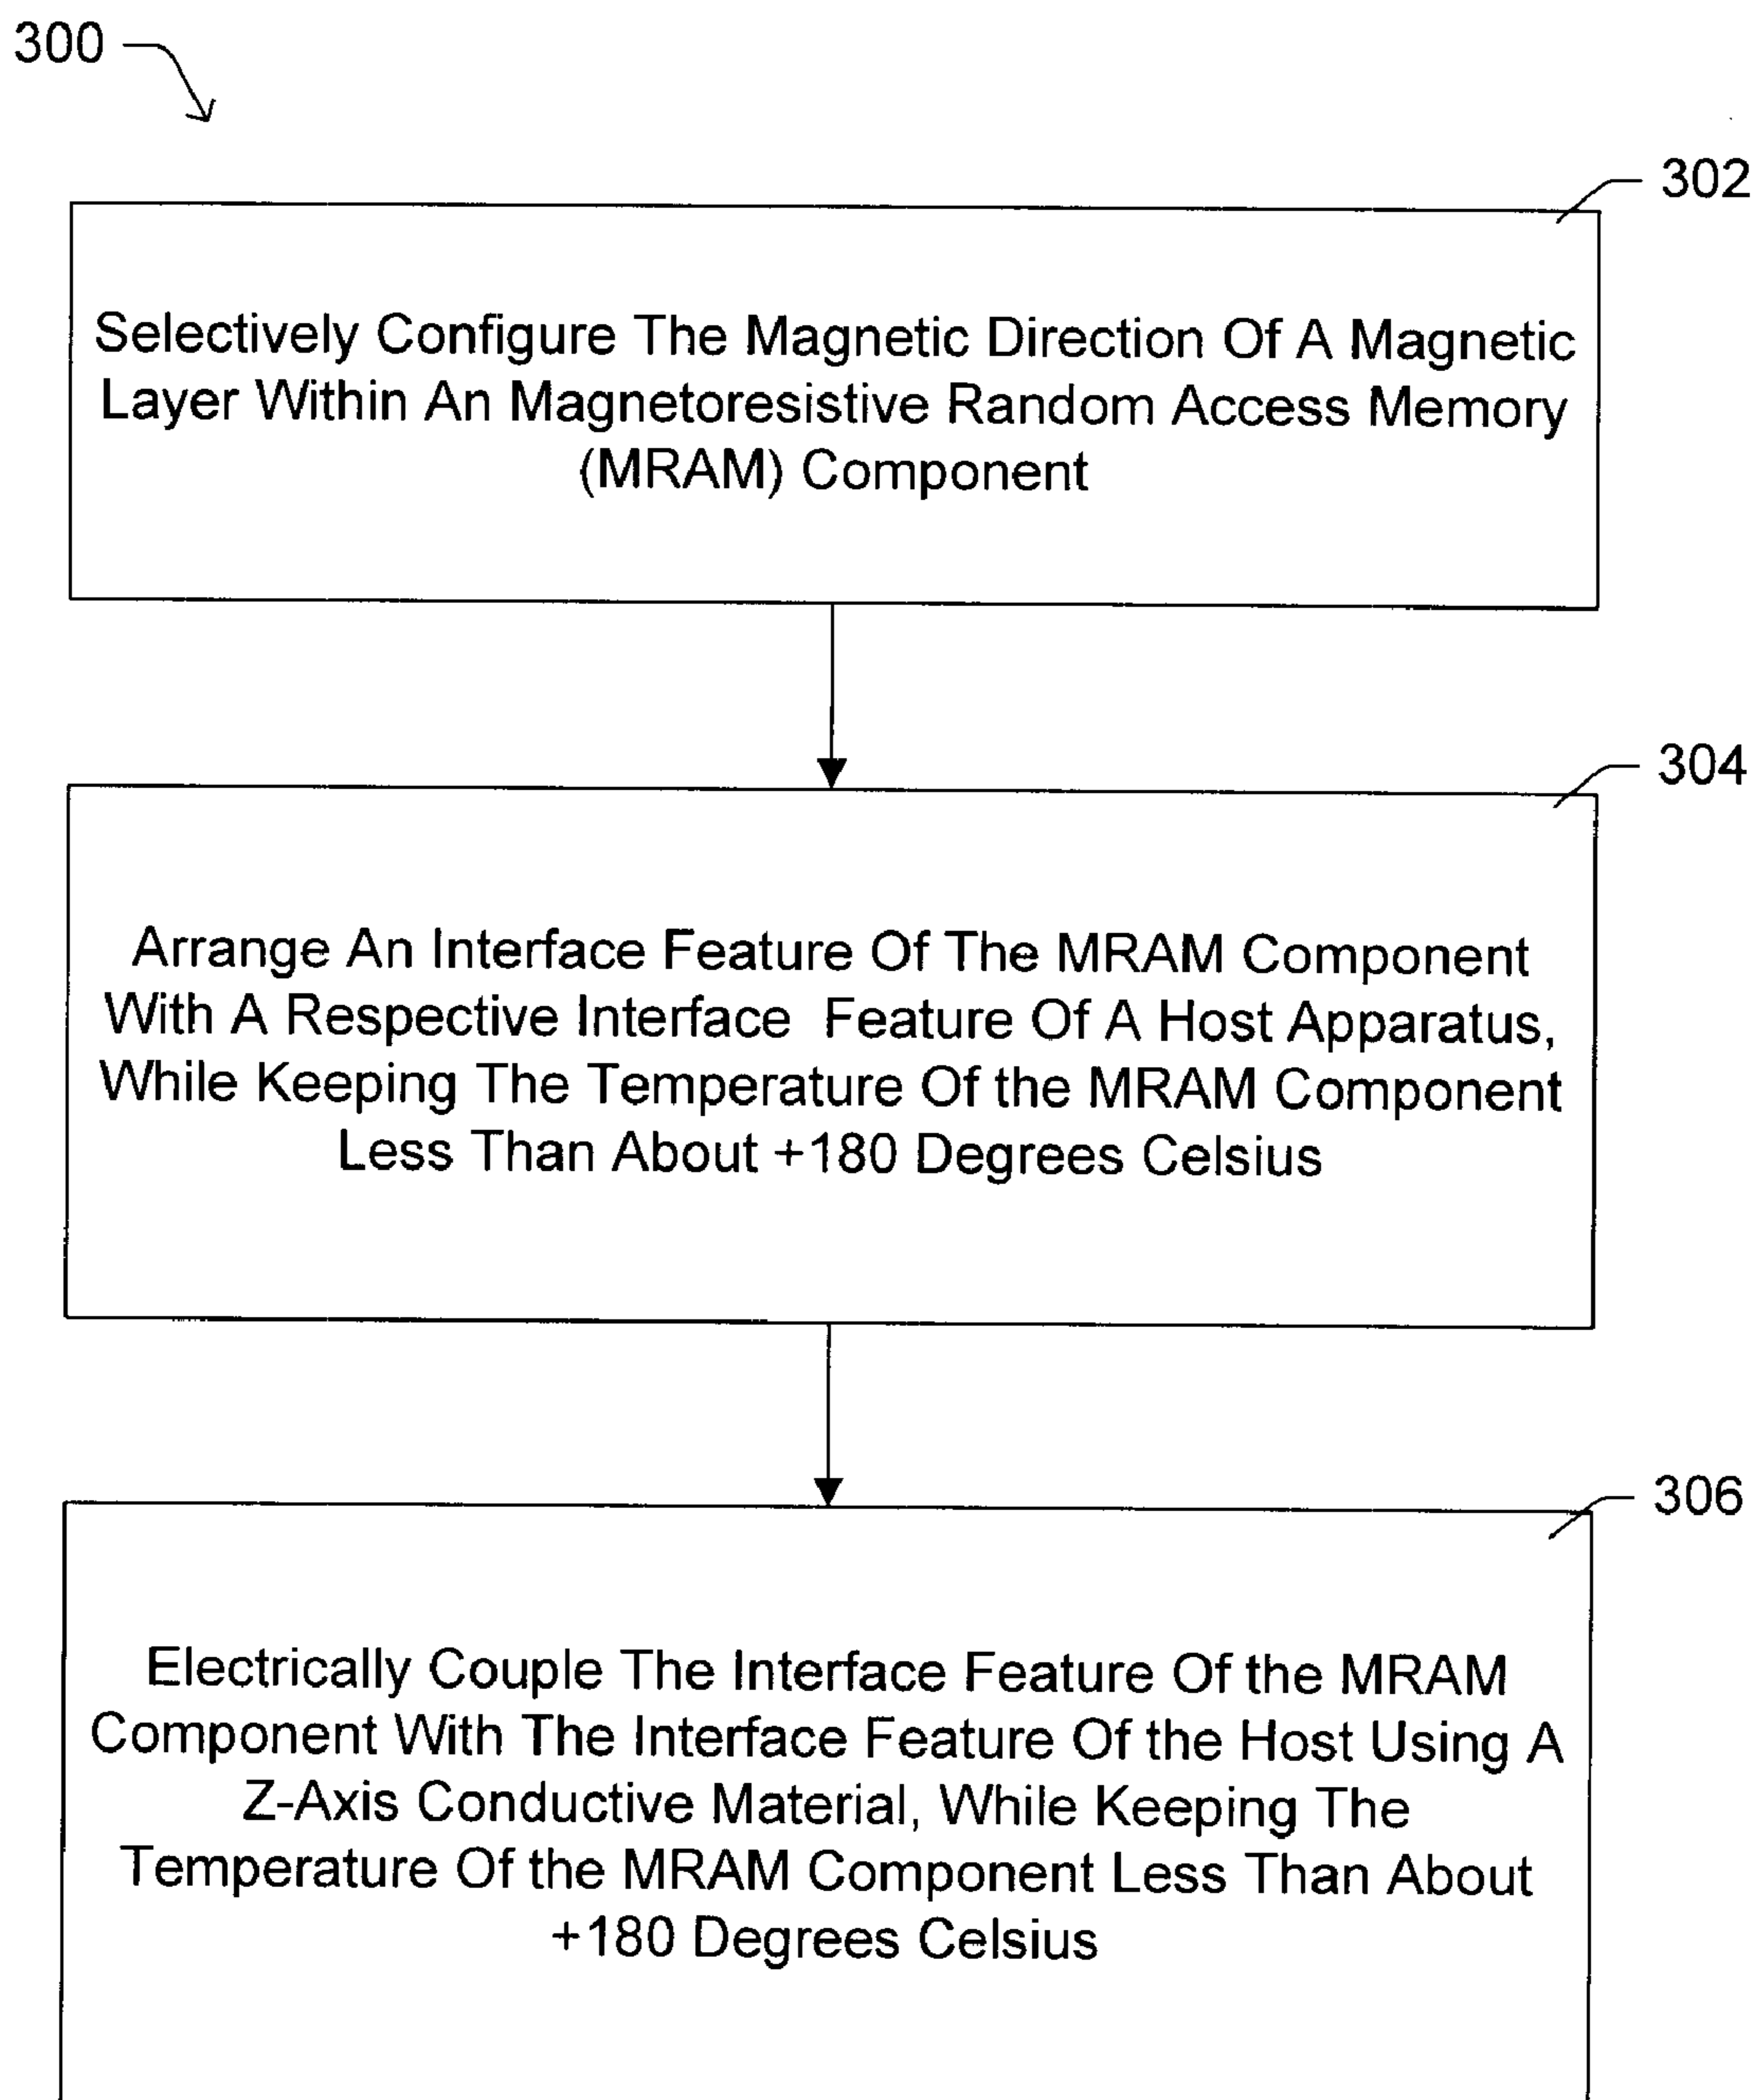 300
302
Selectively Configure The Magnetic Direction Of A Magnetic
Layer Within An Magnetoresistive Random Access Memory
(MRAM) Component
304
Arrange An Interface Feature Of The MRAM Component
With A Respective Interface Feature Of A Host Apparatus,
While Keeping The Temperature Of the MRAM Component
Less Than About +180 Degrees Celsius
306
Electrically Couple The Interface Feature Of the MRAM
Component With The Interface Feature Of the Host Using A
Z-Axis Conductive Material, While Keeping The
Temperature Of the MRAM Component Less Than About
+180 Degrees Celsius